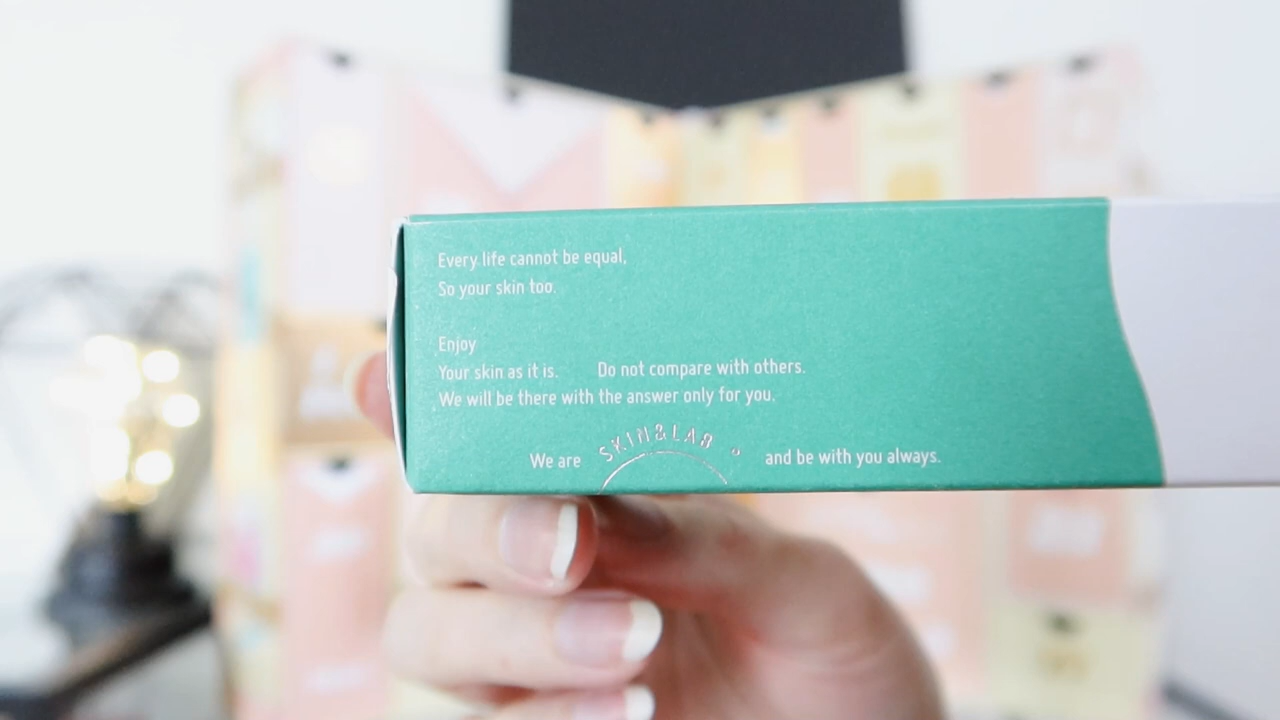 Every life cannot be equal,
So your skin too.
Enjoy
Your skin as it is. Do not compare with others.
We will be there with the answer only for you.
We are SKIN&LAB and be with you always.